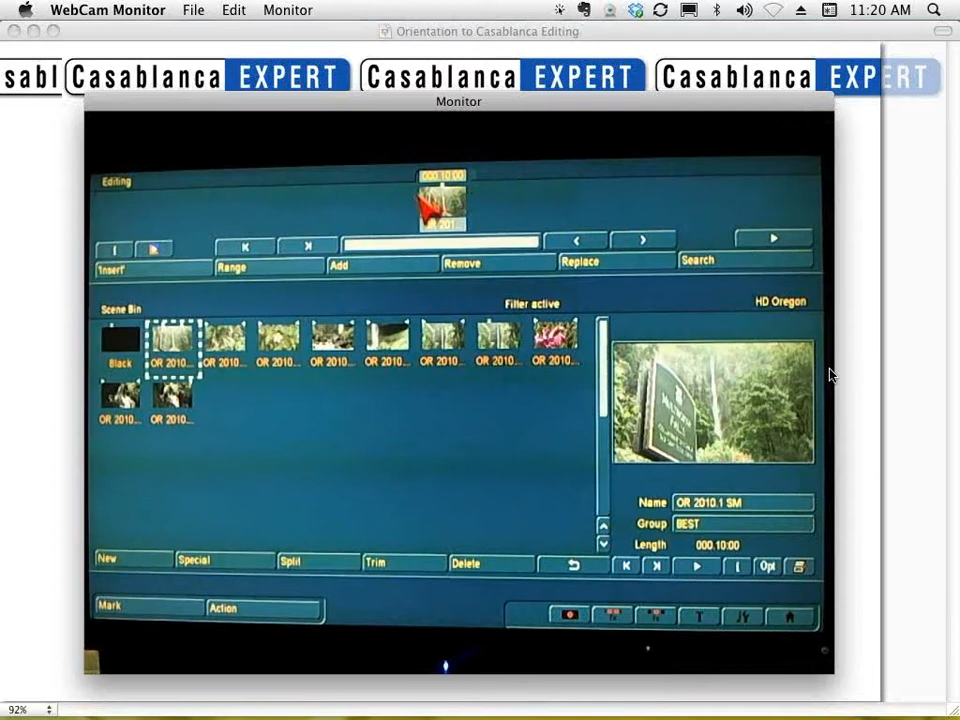 WebCam Monitor File Edit Monitor 11:20 AM
Orientation to Casablanca Editing
sabl Casablanca EXPERT Casablanca EXPERT Casablanca EXPERT
Monitor
Editing
000.10:00
'Insert' Range Add Remove Replace Search
Scene Bin Filter active HD Oregon
Black OR 2010... OR 2010... OR 2010... OR 2010... OR 2010... OR 2010... OR 2010... OR 2010...
OR 2010... OR 2010...
Name OR 2010.1 SM
Group BEST
Length 000.10:00
New Special Split Trim Delete Opt
Mark Action
T
92%